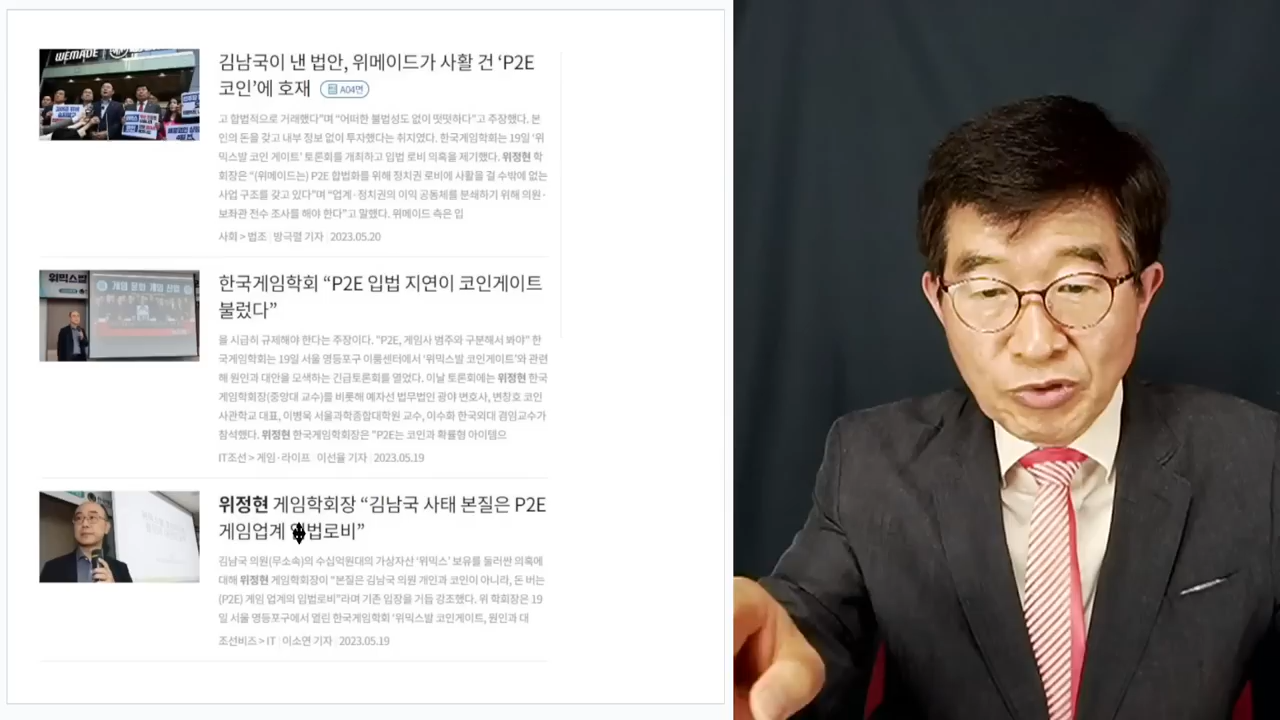 WEMADE
김남국이 낸 법안, 위메이드가 사활 건 ‘P2E
코인’에 호재 A04면
고 합법적으로 거래했다”며 “어떠한 불법성도 없이 떳떳하다”고 주장했다. 본
인의 돈을 갖고 내부 정보 없이 투자했다는 취지였다. 한국게임학회는 19일 ‘위
믹스발 코인 게이트’ 토론회를 개최하고 입법 로비 의혹을 제기했다. 위정현 학
회장은 “(위메이드는) P2E 합법화를 위해 정치권 로비에 사활을 걸 수밖에 없는
사업 구조를 갖고 있다”며 “업계·정치권의 이익 공동체를 분쇄하기 위해 의원·
보좌관 전수 조사를 해야 한다”고 말했다. 위메이드 측은 입
사회 > 법조 방극렬 기자 2023.05.20
위믹스발
게임 문화 게임 산업
한국게임학회 “P2E 입법 지연이 코인게이트
불렀다”
을 시급히 규제해야 한다는 주장이다. "P2E, 게임사 범주와 구분해서 봐야" 한
국게임학회는 19일 서울 영등포구 이룸센터에서 ‘위믹스발 코인게이트’와 관련
해 원인과 대안을 모색하는 긴급토론회를 열었다. 이날 토론회에는 위정현 한국
게임학회장(중앙대 교수)를 비롯해 예자선 법무법인 광야 변호사, 변창호 코인
사관학교 대표, 이병욱 서울과학종합대학원 교수, 이수화 한국외대 겸임교수가
참석했다. 위정현 한국게임학회장은 "P2E는 코인과 확률형 아이템으
IT조선 > 게임·라이프 이선율 기자 2023.05.19
위정현 게임학회장 “김남국 사태 본질은 P2E
게임업계 입법로비”
김남국 의원(무소속)의 수십억원대의 가상자산 ‘위믹스’ 보유를 둘러싼 의혹에
대해 위정현 게임학회장이 “본질은 김남국 의원 개인과 코인이 아니라, 돈 버는
(P2E) 게임 업계의 입법로비”라며 기존 입장을 거듭 강조했다. 위 학회장은 19
일 서울 영등포구에서 열린 한국게임학회 ‘위믹스발 코인게이트, 원인과 대
조선비즈 > IT 이소연 기자 2023.05.19